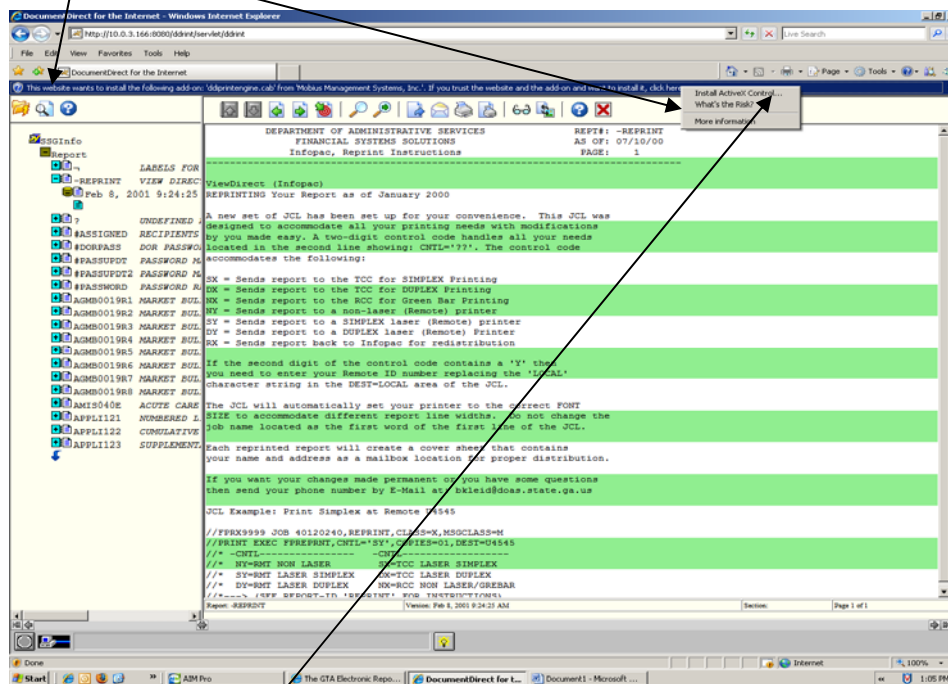 DocumentDirect for the Internet - Windows Internet Explorer
http://10.0.3.166:8080/ddrint/servlet/ddrint
Live Search
File Edit View Favorites Tools Help
DocumentDirect for the Internet
Page Tools Help
This website wants to install the following add-on: 'ddprintengine.cab' from 'Mobius Management Systems, Inc.'. If you trust the website and the add-on and want to install it, click here
Install ActiveX Control...
What's the Risk?
More information
SSGInfo
Report
LABELS FOR
-REPRINT VIEW DIREC
Feb 8, 2001 9:24:25
? UNDEFINED
#ASSIGNED RECIPIENTS
#DORPASS DOR PASSWO
#PASSUPDT PASSWORD M
#PASSUPDT2 PASSWORD M
#PASSWORD PASSWORD R
AGMB0019R1 MARKET BUL
AGMB0019R2 MARKET BUL
AGMB0019R3 MARKET BUL
AGMB0019R4 MARKET BUL
AGMB0019R5 MARKET BUL
AGMB0019R6 MARKET BUL
AGMB0019R7 MARKET BUL
AGMB0019R8 MARKET BUL
AMIS040E ACUTE CARE
APPLI121 NUMBERED L
APPLI122 CUMULATIVE
APPLI123 SUPPLEMENT
DEPARTMENT OF ADMINISTRATIVE SERVICES REPT#: -REPRINT
FINANCIAL SYSTEMS SOLUTIONS AS OF: 07/10/00
Infopac, Reprint Instructions PAGE: 1
ViewDirect (Infopac)
REPRINTING Your Report as of January 2000
A new set of JCL has been set up for your convenience. This JCL was
designed to accommodate all your printing needs with modifications
by you made easy. A two-digit control code handles all your needs
located in the second line showing: CNTL='??'. The control code
accommodates the following:
SX = Sends report to the TCC for SIMPLEX Printing
DX = Sends report to the TCC for DUPLEX Printing
NX = Sends report to the RCC for Green Bar Printing
NY = Sends report to a non-laser (Remote) printer
SY = Sends report to a SIMPLEX laser (Remote) printer
DY = Sends report to a DUPLEX laser (Remote) Printer
RX = Sends report back to Infopac for redistribution
If the second digit of the control code contains a 'Y' then
you need to enter your Remote ID number replacing the 'LOCAL'
character string in the DEST=LOCAL area of the JCL.
The JCL will automatically set your printer to the correct FONT
SIZE to accommodate different report line widths. Do not change the
job name located as the first word of the first line of the JCL.
Each reprinted report will create a cover sheet that contains
your name and address as a mailbox location for proper distribution.
If you want your changes made permanent or you have some questions
then send your phone number by E-Mail at: bkleid@doas.state.ga.us
JCL Example: Print Simplex at Remote U4545
//FPRX9999 JOB 40120240,REPRINT,CLASS=X,MSGCLASS=M
//PRINT EXEC FPREPRNT,CNTL='SY',COPIES=01,DEST=U4545
//* -CNTL---------------- -CNTL-------------------
//* NY=RMT NON LASER SX=TCC LASER SIMPLEX
//* SY=RMT LASER SIMPLEX DX=TCC LASER DUPLEX
//* DY=RMT LASER DUPLEX NX=RCC NON LASER/GREBAR
//*---> (SEE REPORT-ID 'REPRINT' FOR INSTRUCTIONS)
Report: -REPRINT Version: Feb 8, 2001 9:24:25 AM Section: Page 1 of 1
Done Internet 100%
Start AIM Pro The GTA Electronic Repo... DocumentDirect for t... Document1 - Microsoft ... 1:05 PM